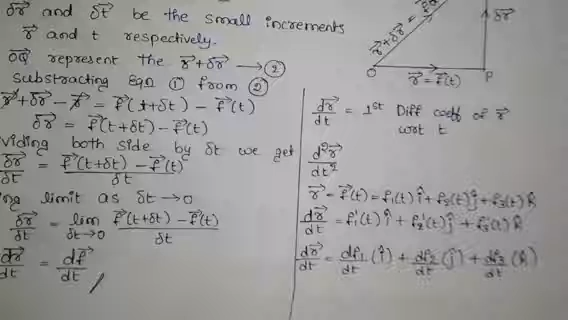 δr⃗ and δt⃗ be the small increments
r⃗ and t respectively.
OQ⃗ represent the r⃗+δr⃗ → ②
Substracting Eqn ① from ②
r⃗+δr⃗ - r⃗ = f⃗(t+δt) - f⃗(t)
δr⃗ = f⃗(t+δt) - f⃗(t)
viding both side by δt we get
δr⃗/δt = f⃗(t+δt) - f⃗(t)/δt
ing limit as δt→0
δr⃗/δt = lim δt→0 f⃗(t+δt) - f⃗(t)/δt
dr⃗/dt = df⃗/dt
r⃗+δr⃗
δr⃗
O r⃗=f⃗(t) P
dr⃗/dt = 1st Diff coeff of r⃗
wort t
d²r⃗/dt²
r⃗ = f⃗(t) = f₁(t)î + f₂(t)ĵ + f₃(t)k̂
dr⃗/dt = f₁'(t)î + f₂'(t)ĵ + f₃'(t)k̂
dr⃗/dt = df₁/dt (î) + df₂/dt (ĵ) + df₃/dt (k̂)